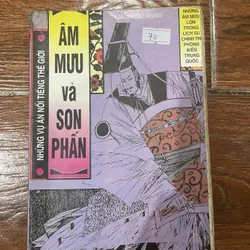 NHỮNG VỤ ÁN NỔI TIẾNG THẾ GIỚI
ÂM
MƯU
và
SON
PHẤN
70
NHỮNG
ÂM MƯU
LỚN
TRONG
LỊCH SỬ
CHÍNH TRỊ
PHONG
KIẾN
TRUNG
QUỐC